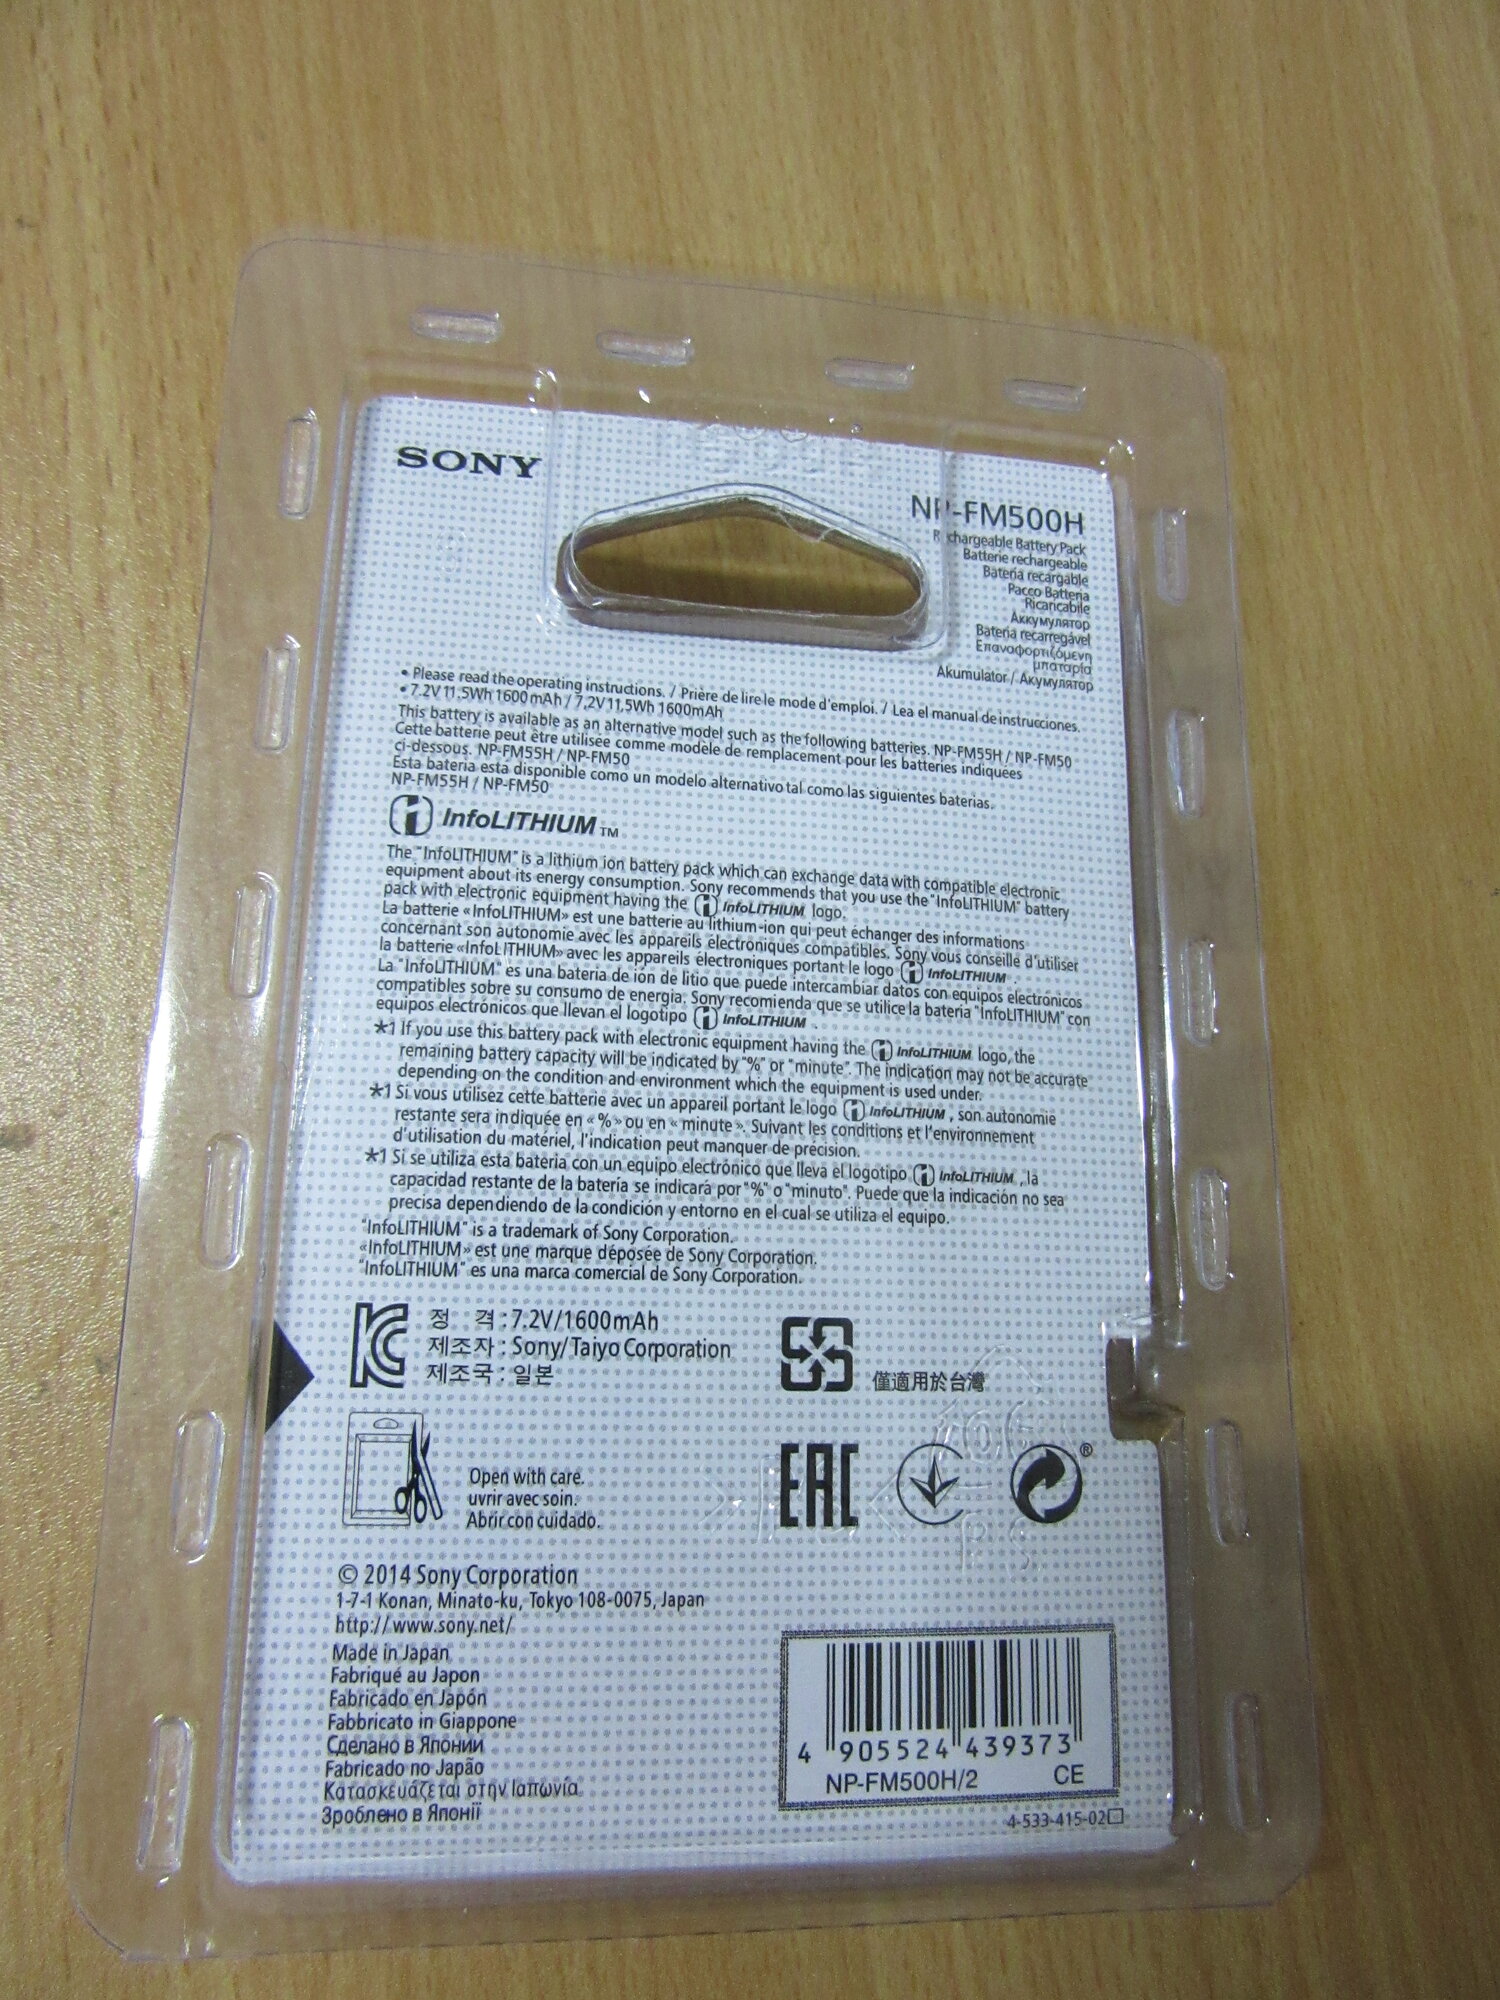 SONY
NP-FM500H
Rechargeable Battery Pack
Batterie rechargeable
Batería recargable
Pacco Batteria
Ricaricabile
Аккумулятор
Bateria recarregável
Επαναφορτιζόμενη
μπαταρία
Akumulator / Акумулятор
• Please read the operating instructions. / Prière de lire le mode d'emploi. / Lea el manual de instrucciones.
• 7.2V 11.5Wh 1600 mAh / 7,2V 11,5Wh 1600mAh
This battery is available as an alternative model such as the following batteries. NP-FM55H / NP-FM50
Cette batterie peut être utilisée comme modèle de remplacement pour les batteries indiquées
ci-dessous. NP-FM55H / NP-FM50
Esta batería está disponible como un modelo alternativo tal como las siguientes baterías.
NP-FM55H / NP-FM50
InfoLITHIUM TM
The "InfoLITHIUM" is a lithium ion battery pack which can exchange data with compatible electronic
equipment about its energy consumption. Sony recommends that you use the "InfoLITHIUM" battery
pack with electronic equipment having the InfoLITHIUM logo.
La batterie «InfoLITHIUM» est une batterie au lithium-ion qui peut échanger des informations
concernant son autonomie avec les appareils électroniques compatibles. Sony vous conseille d'utiliser
la batterie «InfoLITHIUM» avec les appareils électroniques portant le logo InfoLITHIUM .
La "InfoLITHIUM" es una batería de ión de litio que puede intercambiar datos con equipos electrónicos
compatibles sobre su consumo de energía. Sony recomienda que se utilice la batería "InfoLITHIUM" con
equipos electrónicos que llevan el logotipo InfoLITHIUM .
*1 If you use this battery pack with electronic equipment having the InfoLITHIUM logo, the
remaining battery capacity will be indicated by "%" or "minute". The indication may not be accurate
depending on the condition and environment which the equipment is used under.
*1 Si vous utilisez cette batterie avec un appareil portant le logo InfoLITHIUM , son autonomie
restante sera indiquée en « % » ou en « minute ». Suivant les conditions et l'environnement
d'utilisation du matériel, l'indication peut manquer de précision.
*1 Si se utiliza esta batería con un equipo electrónico que lleva el logotipo InfoLITHIUM , la
capacidad restante de la batería se indicará por "%" o "minuto". Puede que la indicación no sea
precisa dependiendo de la condición y entorno en el cual se utiliza el equipo.
"InfoLITHIUM" is a trademark of Sony Corporation.
«InfoLITHIUM» est une marque déposée de Sony Corporation.
"InfoLITHIUM" es una marca comercial de Sony Corporation.
정 격 : 7.2V/1600mAh
제조자 : Sony/Taiyo Corporation
제조국 : 일본
僅適用於台灣
Open with care.
uvrir avec soin.
Abrir con cuidado.
EAC
®
© 2014 Sony Corporation
1-7-1 Konan, Minato-ku, Tokyo 108-0075, Japan
http://www.sony.net/
Made in Japan
Fabriqué au Japon
Fabricado en Japón
Fabbricato in Giappone
Сделано в Японии
Fabricado no Japão
Κατασκευάζεται στην Ιαπωνία
Зроблено в Японії
4 905524 439373
NP-FM500H/2 CE
4-533-415-02